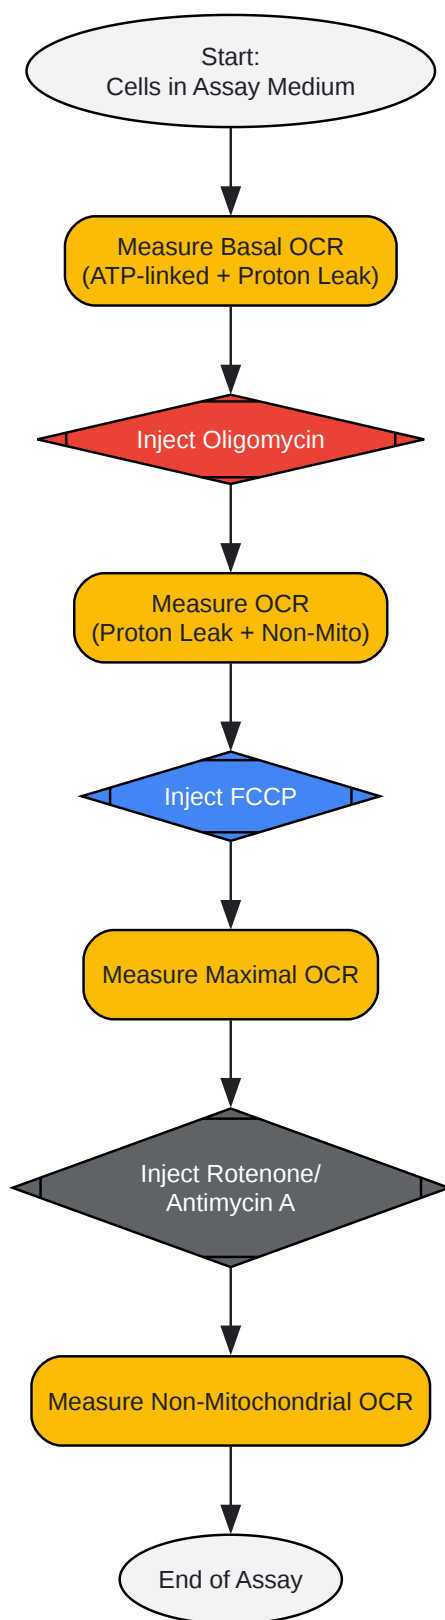 Start:
Cells in Assay Medium
Measure Basal OCR
(ATP-linked + Proton Leak)
Inject Oligomycin
Measure OCR
(Proton Leak + Non-Mito)
Inject FCCP
Measure Maximal OCR
Inject Rotenone/
Antimycin A
Measure Non-Mitochondrial OCR
End of Assay